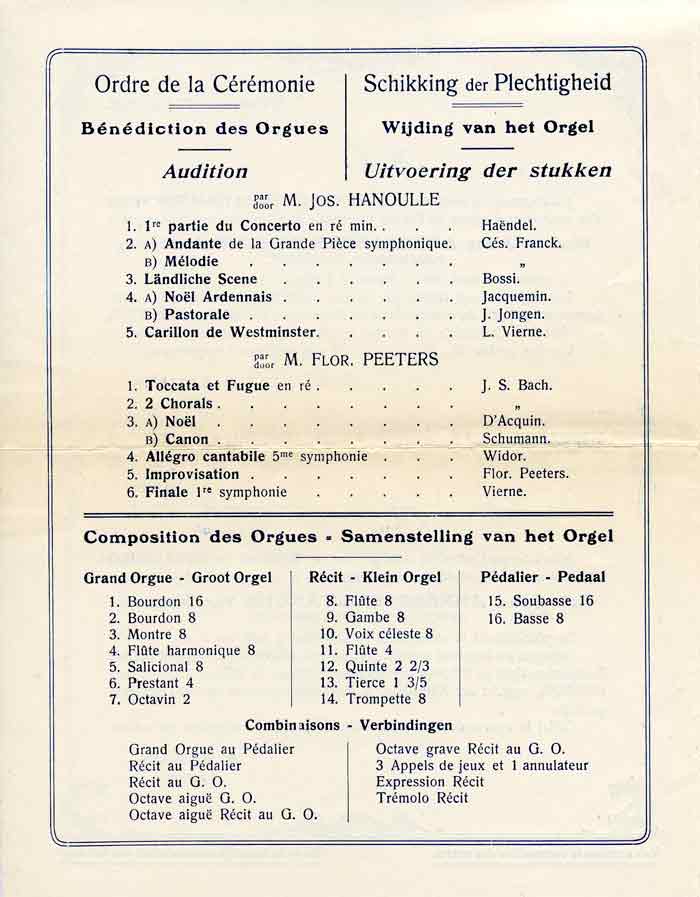 Ordre de la Cérémonie
Bénédiction des Orgues
Audition
Schikking der Plechtigheid
Wijding van het Orgel
Uitvoering der stukken
par
door M. Jos. HANOULLE
1. 1re partie du Concerto en ré min. . . . Haëndel.
2. A) Andante de la Grande Pièce symphonique. Cés. Franck.
B) Mélodie . . . . . . . „
3. Ländliche Scene . . . . . . Bossi.
4. A) Noël Ardennais . . . . . . Jacquemin.
B) Pastorale . . . . . . . J. Jongen.
5. Carillon de Westminster. . . . . L. Vierne.
par
door M. Flor. PEETERS
1. Toccata et Fugue en ré . . . . . J. S. Bach.
2. 2 Chorals . . . . . . . . „
3. A) Noël . . . . . . . D'Acquin.
B) Canon . . . . . . . Schumann.
4. Allégro cantabile 5me symphonie . . . Widor.
5. Improvisation . . . . . . . Flor. Peeters.
6. Finale 1re symphonie . . . . . Vierne.
Composition des Orgues - Samenstelling van het Orgel
Grand Orgue - Groot Orgel
1. Bourdon 16
2. Bourdon 8
3. Montre 8
4. Flûte harmonique 8
5. Salicional 8
6. Prestant 4
7. Octavin 2
Récit - Klein Orgel
8. Flûte 8
9. Gambe 8
10. Voix céleste 8
11. Flûte 4
12. Quinte 2 2/3
13. Tierce 1 3/5
14. Trompette 8
Pédalier - Pedaal
15. Soubasse 16
16. Basse 8
Combinaisons - Verbindingen
Grand Orgue au Pédalier
Récit au Pédalier
Récit au G. O.
Octave aiguë G. O.
Octave aiguë Récit au G. O.
Octave grave Récit au G. O.
3 Appels de jeux et 1 annulateur
Expression Récit
Trémolo Récit